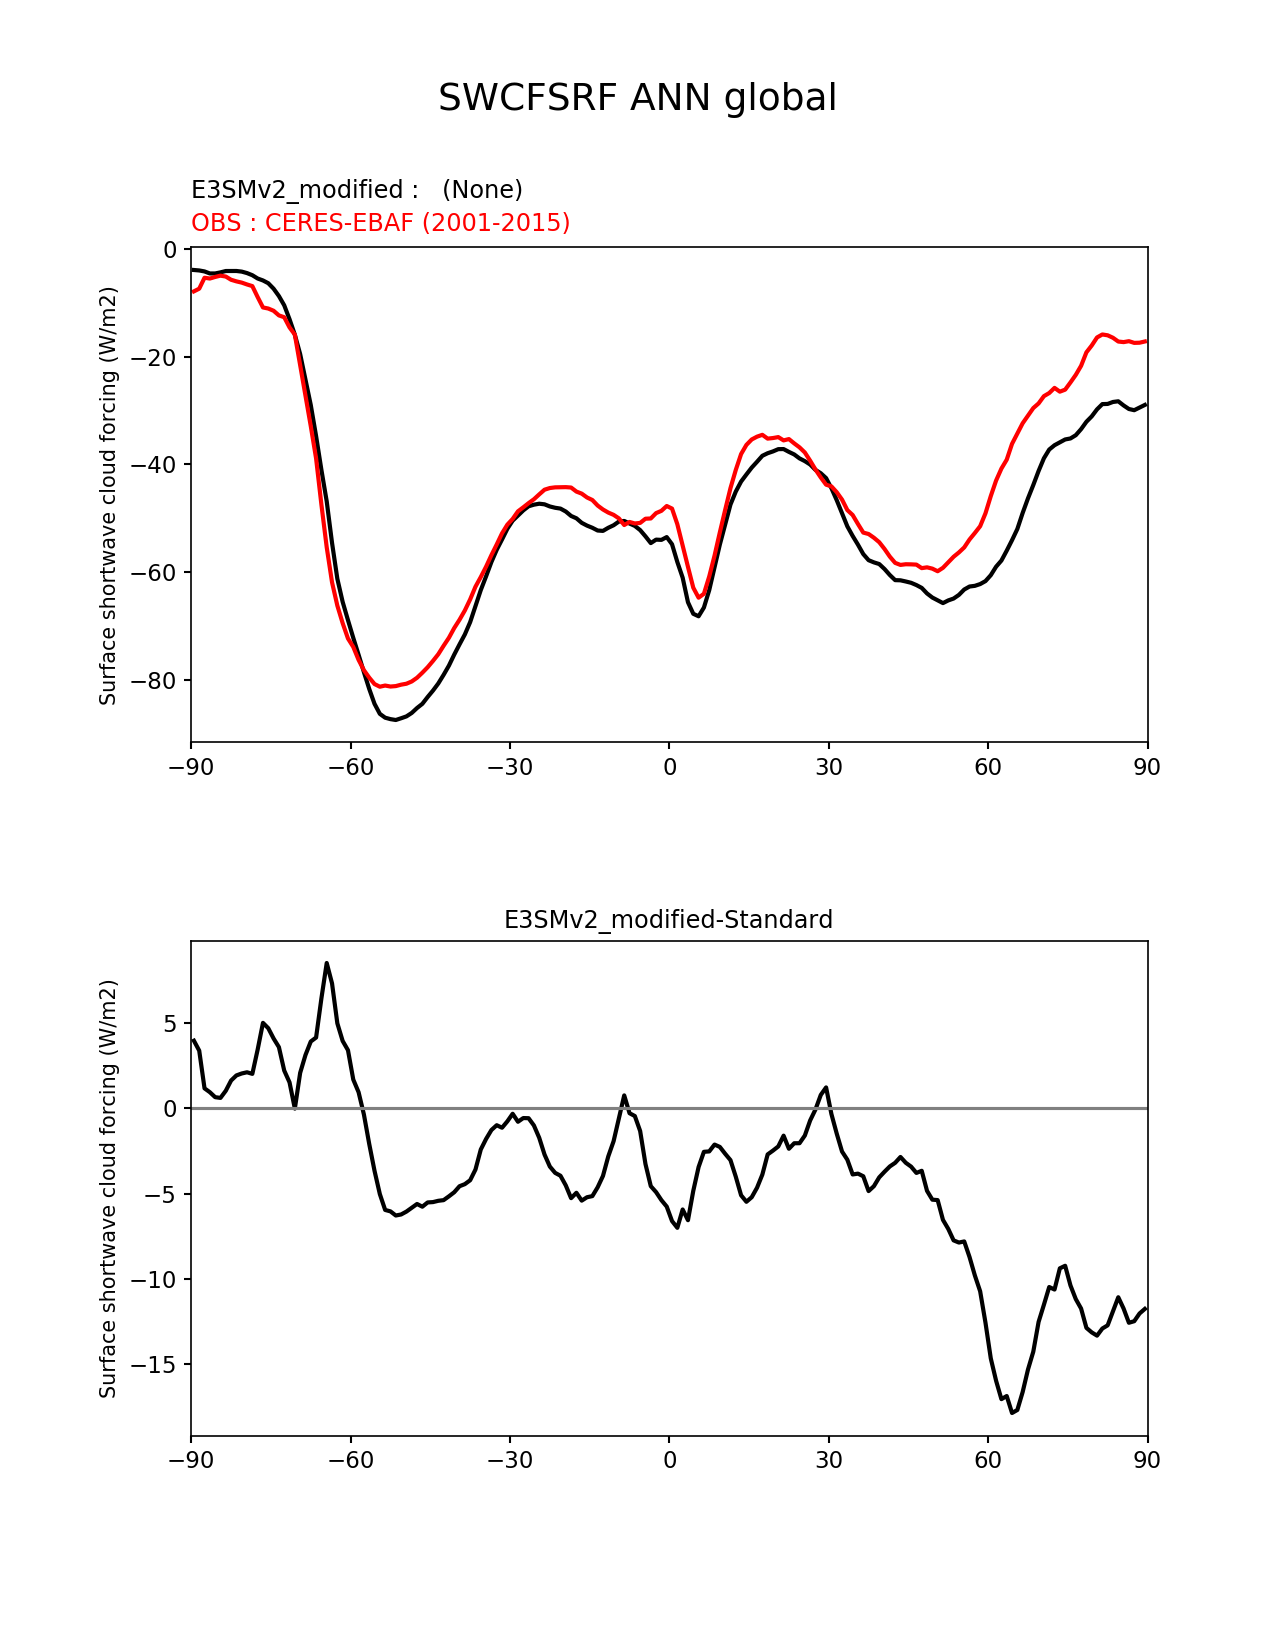 SWCFSRF ANN global
E3SMv2_modified :   (None)
OBS : CERES-EBAF (2001-2015)
Surface shortwave cloud forcing (W/m2)
0
−20
−40
−60
−80
−90 −60 −30 0 30 60 90
E3SMv2_modified-Standard
Surface shortwave cloud forcing (W/m2)
5
0
−5
−10
−15
−90 −60 −30 0 30 60 90